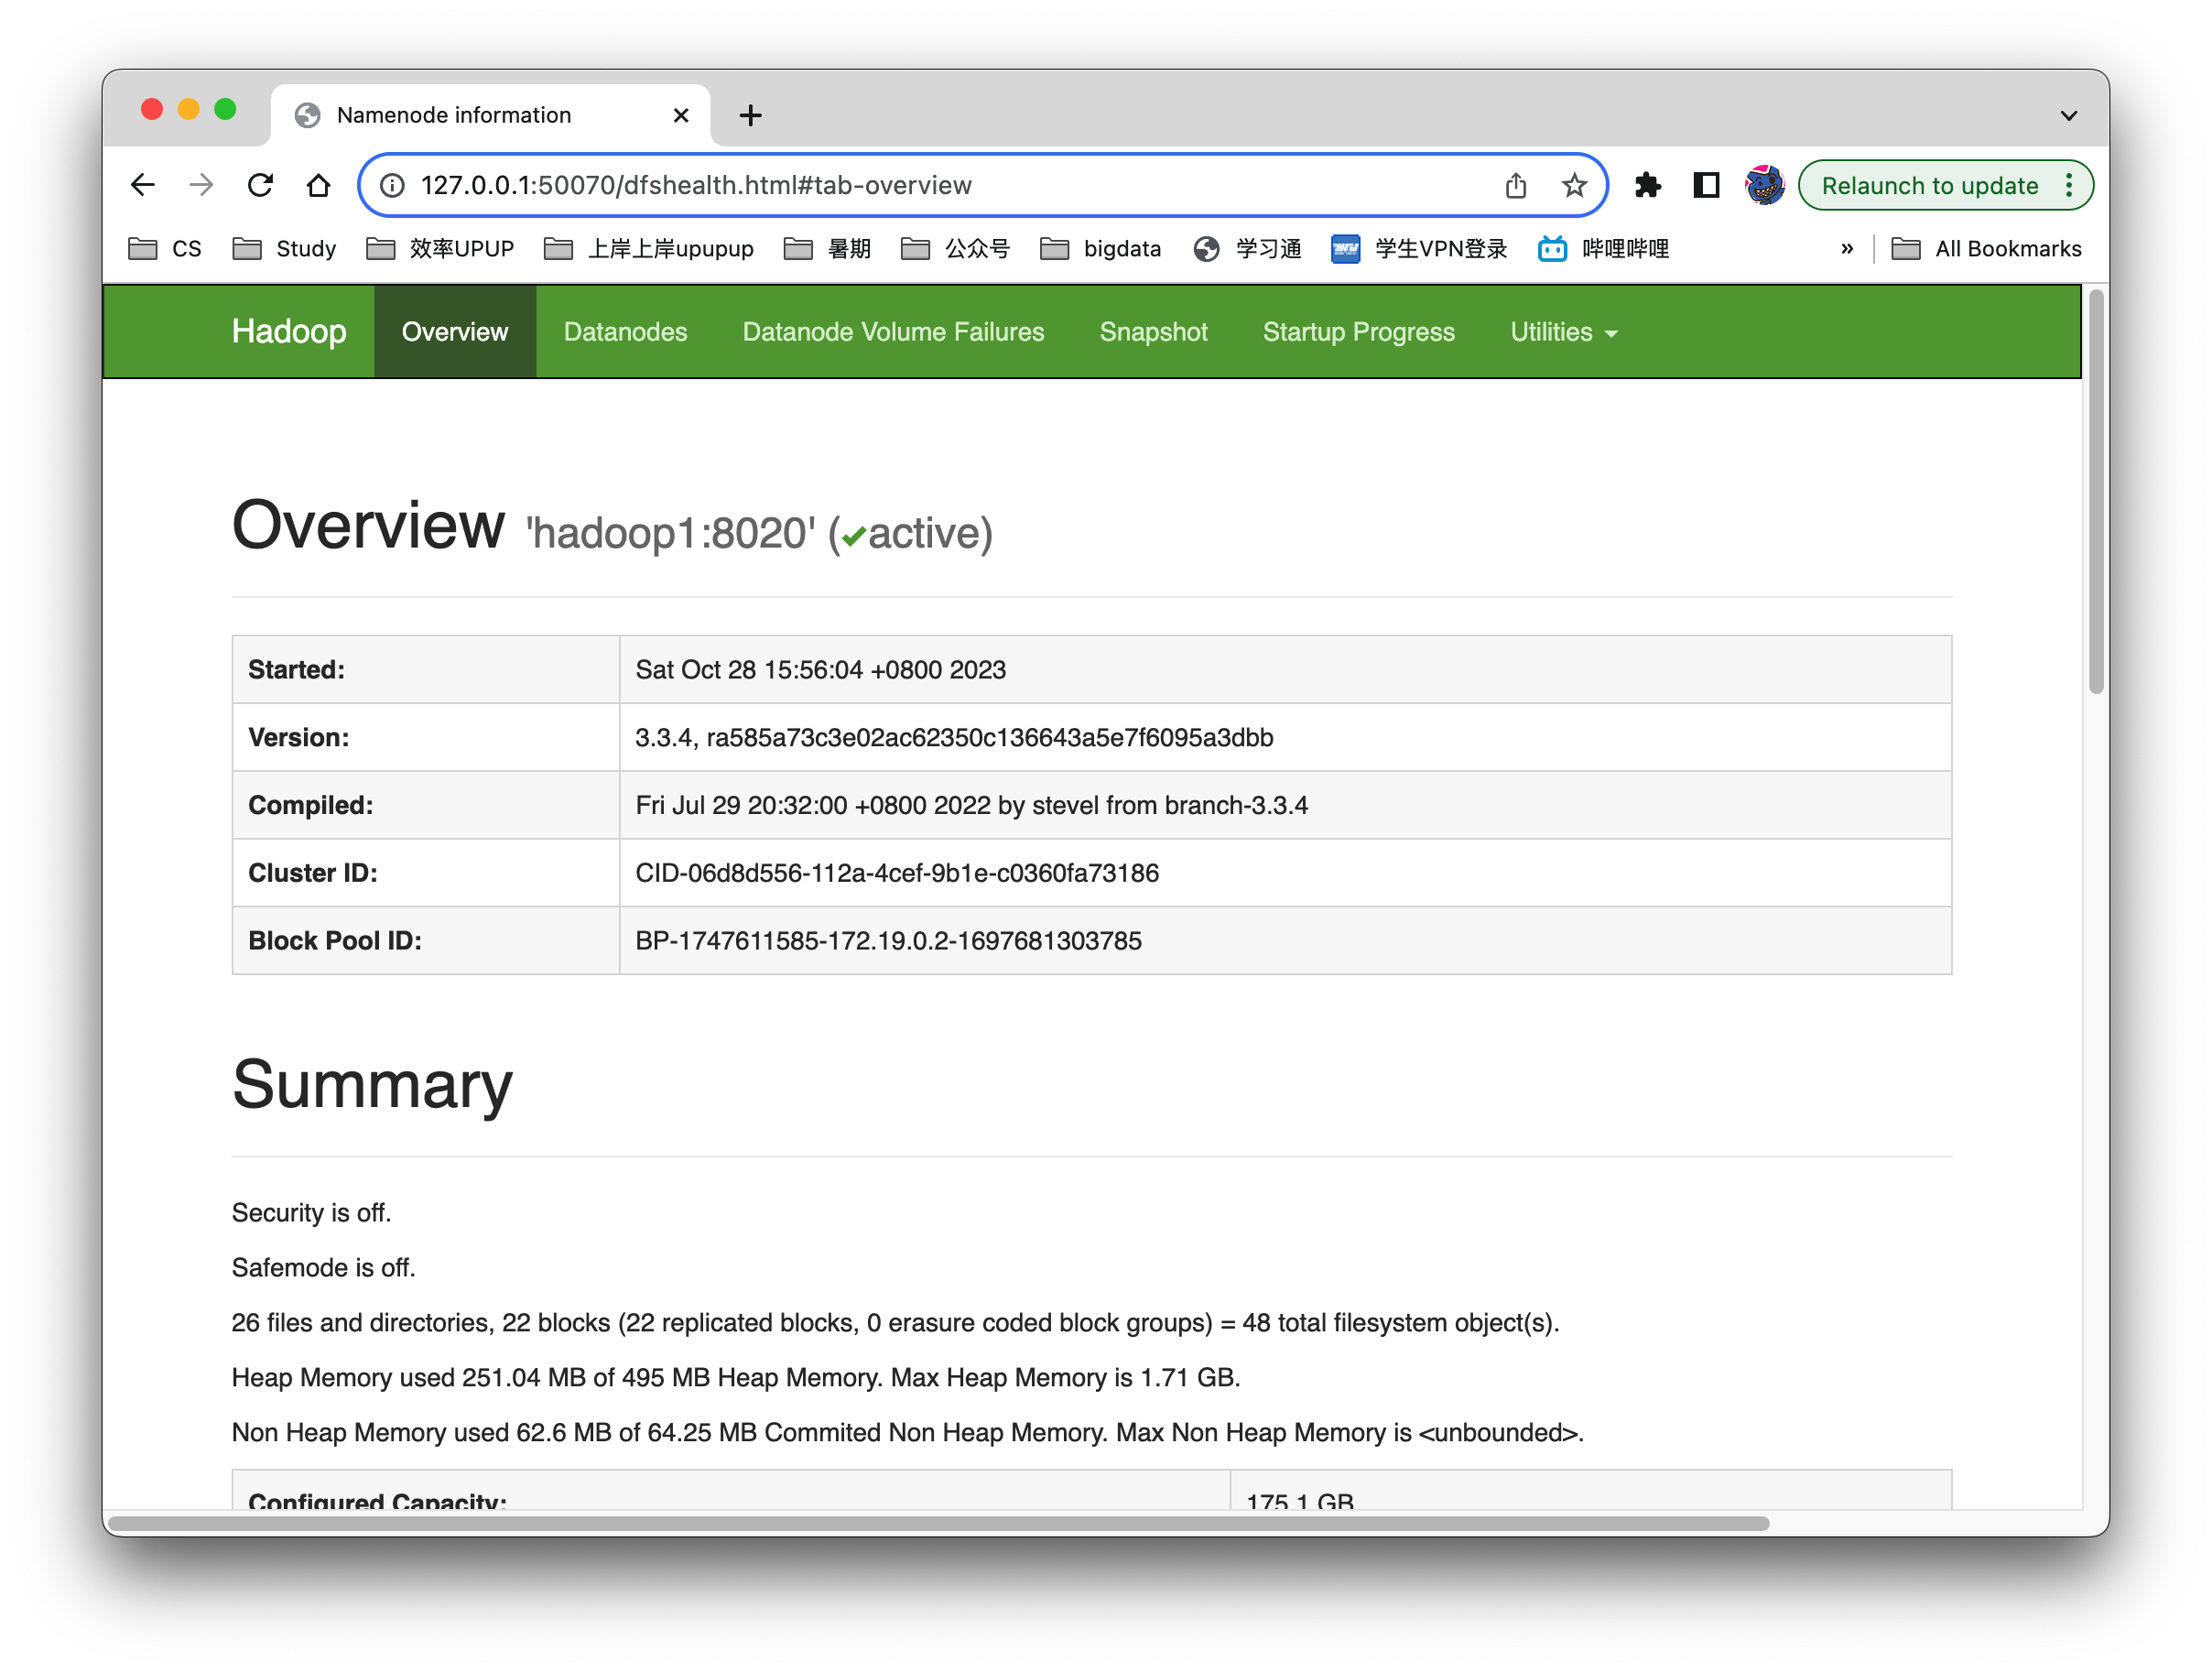 Namenode information
127.0.0.1:50070/dfshealth.html#tab-overview
Relaunch to update
CS Study 效率UPUP 上岸上岸upupup 暑期 公众号 bigdata 学习通 学生VPN登录 哔哩哔哩 » All Bookmarks
Hadoop Overview Datanodes Datanode Volume Failures Snapshot Startup Progress Utilities
Overview 'hadoop1:8020' (✔active)
Started: Sat Oct 28 15:56:04 +0800 2023
Version: 3.3.4, ra585a73c3e02ac62350c136643a5e7f6095a3dbb
Compiled: Fri Jul 29 20:32:00 +0800 2022 by stevel from branch-3.3.4
Cluster ID: CID-06d8d556-112a-4cef-9b1e-c0360fa73186
Block Pool ID: BP-1747611585-172.19.0.2-1697681303785
Summary
Security is off.
Safemode is off.
26 files and directories, 22 blocks (22 replicated blocks, 0 erasure coded block groups) = 48 total filesystem object(s).
Heap Memory used 251.04 MB of 495 MB Heap Memory. Max Heap Memory is 1.71 GB.
Non Heap Memory used 62.6 MB of 64.25 MB Commited Non Heap Memory. Max Non Heap Memory is <unbounded>.
Configured Capacity: 175.1 GB